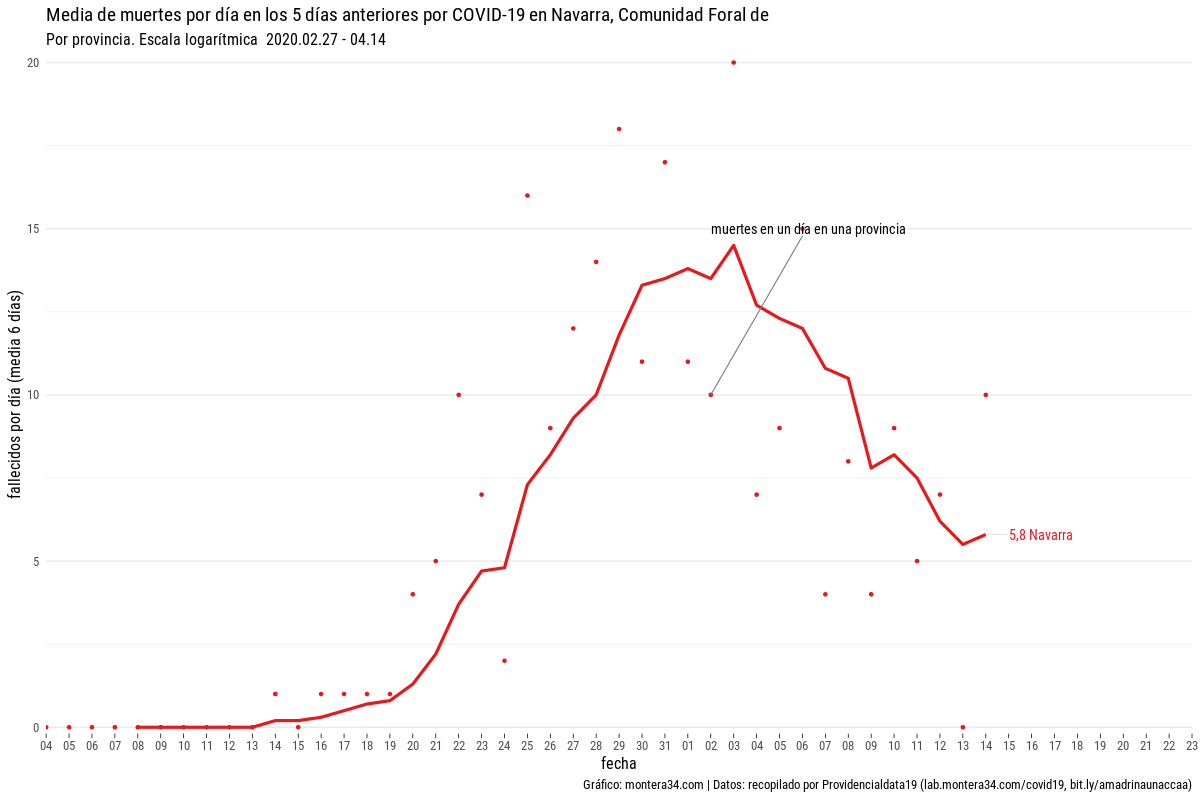 Media de muertes por día en los 5 días anteriores por COVID-19 en Navarra, Comunidad Foral de
Por provincia. Escala logarítmica  2020.02.27 - 04.14
fallecidos por día (media 6 días)
20
15
10
5
0
muertes en un día en una provincia
5,8 Navarra
04 05 06 07 08 09 10 11 12 13 14 15 16 17 18 19 20 21 22 23 24 25 26 27 28 29 30 31 01 02 03 04 05 06 07 08 09 10 11 12 13 14 15 16 17 18 19 20 21 22 23
fecha
Gráfico: montera34.com | Datos: recopilado por Providencialdata19 (lab.montera34.com/covid19, bit.ly/amadrinaunaccaa)